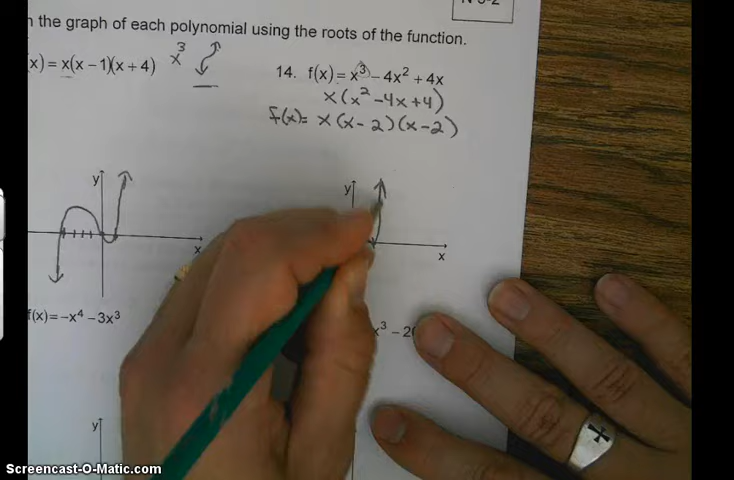 the graph of each polynomial using the roots of the function.
x) = x(x – 1)(x + 4) x³
14. f(x) = x³ – 4x² + 4x
x(x² -4x+4)
f(x)= x(x-2)(x-2)
y
y
x
x
f(x) = –x⁴ – 3x³
x³ – 2
y
Screencast-O-Matic.com